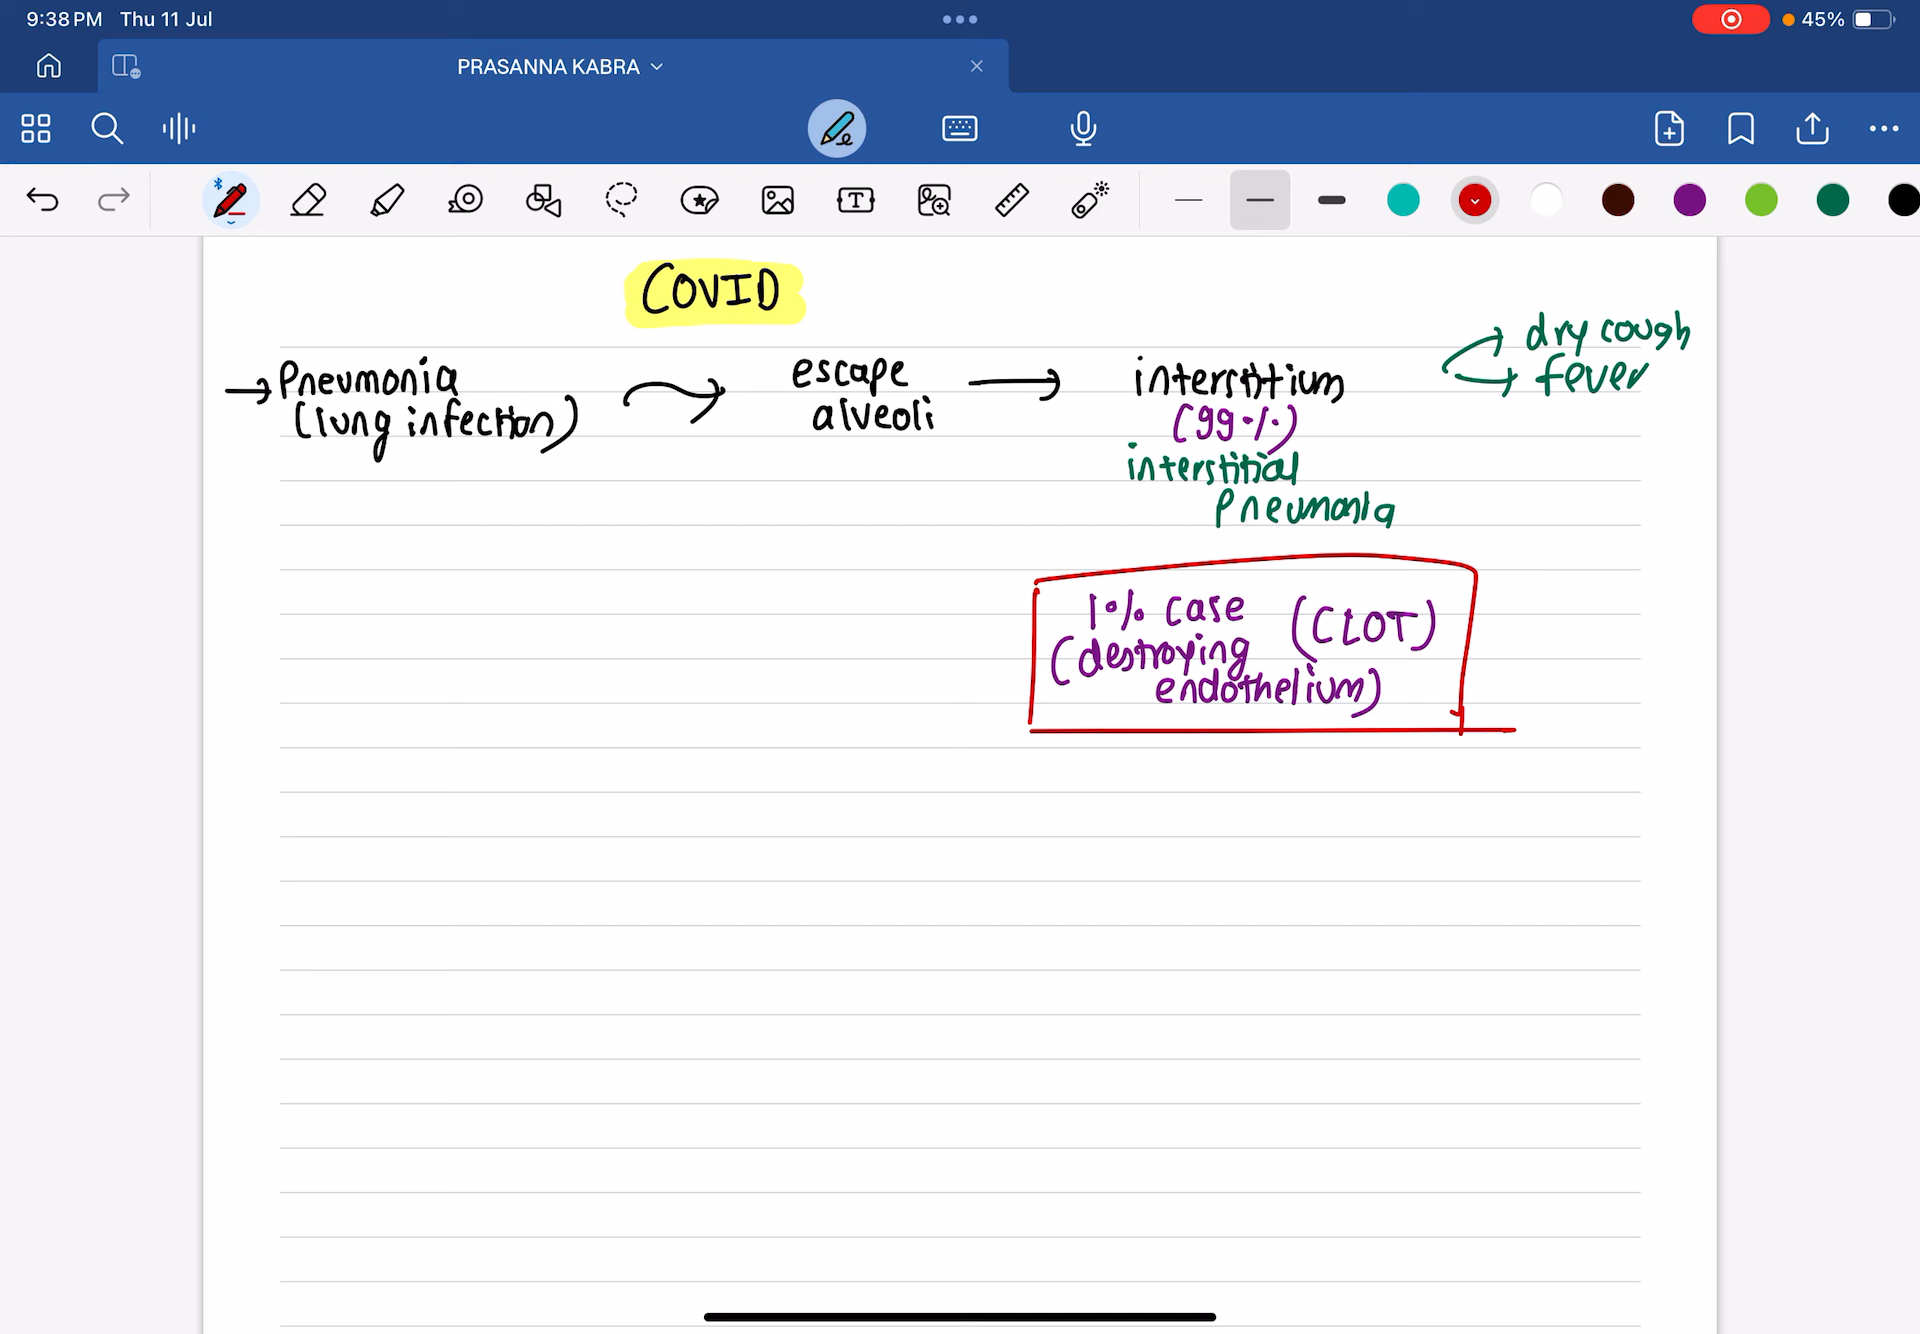 9:38 PM Thu 11 Jul
45%
PRASANNA KABRA
COVID
→ Pneumonia
(lung infection)
escape
alveoli
interstitium
(99%)
interstitial
Pneumonia
dry cough
fever
1% case (CLOT)
(destroying
endothelium)